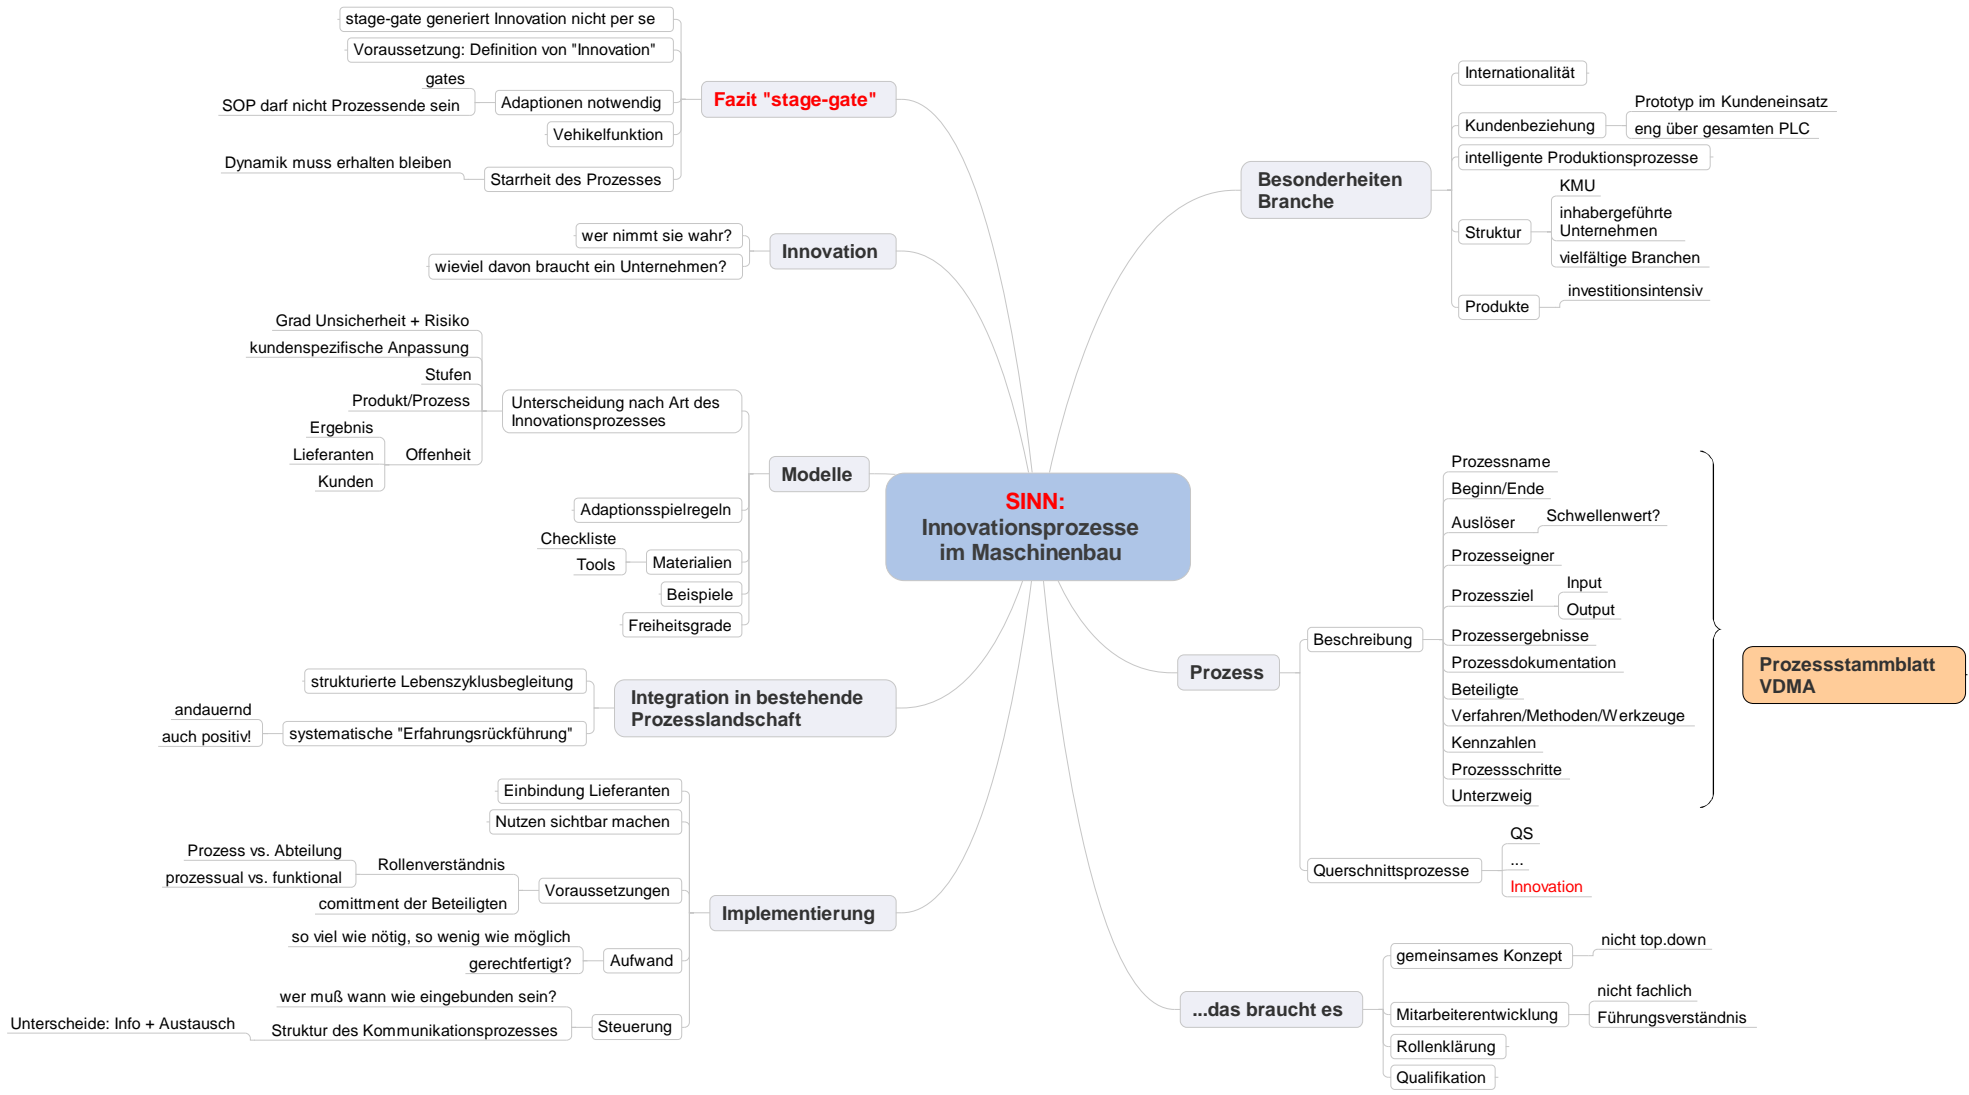 SINN:
Innovationsprozesse
im Maschinenbau
Fazit "stage-gate"
stage-gate generiert Innovation nicht per se
Voraussetzung: Definition von "Innovation"
Adaptionen notwendig
gates
SOP darf nicht Prozessende sein
Vehikelfunktion
Starrheit des Prozesses
Dynamik muss erhalten bleiben
Innovation
wer nimmt sie wahr?
wieviel davon braucht ein Unternehmen?
Modelle
Unterscheidung nach Art des
Innovationsprozesses
Grad Unsicherheit + Risiko
kundenspezifische Anpassung
Stufen
Produkt/Prozess
Offenheit
Ergebnis
Lieferanten
Kunden
Adaptionsspielregeln
Materialien
Checkliste
Tools
Beispiele
Freiheitsgrade
Integration in bestehende
Prozesslandschaft
strukturierte Lebenszyklusbegleitung
systematische "Erfahrungsrückführung"
andauernd
auch positiv!
Implementierung
Einbindung Lieferanten
Nutzen sichtbar machen
Voraussetzungen
Rollenverständnis
Prozess vs. Abteilung
prozessual vs. funktional
comittment der Beteiligten
Aufwand
so viel wie nötig, so wenig wie möglich
gerechtfertigt?
Steuerung
wer muß wann wie eingebunden sein?
Struktur des Kommunikationsprozesses
Unterscheide: Info + Austausch
Besonderheiten
Branche
Internationalität
Kundenbeziehung
Prototyp im Kundeneinsatz
eng über gesamten PLC
intelligente Produktionsprozesse
Struktur
KMU
inhabergeführte
Unternehmen
vielfältige Branchen
Produkte
investitionsintensiv
Prozess
Beschreibung
Prozessname
Beginn/Ende
Auslöser
Schwellenwert?
Prozesseigner
Prozessziel
Input
Output
Prozessergebnisse
Prozessdokumentation
Beteiligte
Verfahren/Methoden/Werkzeuge
Kennzahlen
Prozessschritte
Unterzweig
Prozessstammblatt
VDMA
Querschnittsprozesse
QS
...
Innovation
...das braucht es
gemeinsames Konzept
nicht top.down
Mitarbeiterentwicklung
nicht fachlich
Führungsverständnis
Rollenklärung
Qualifikation